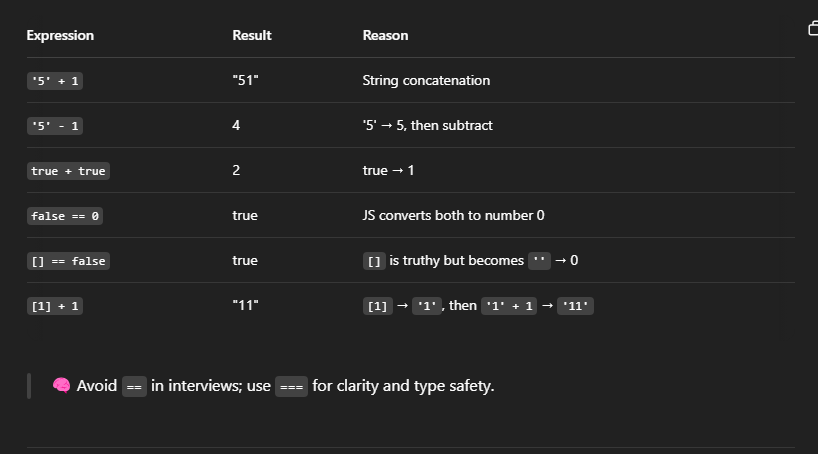 Expression Result Reason
'5' + 1 "51" String concatenation
'5' - 1 4 '5' → 5, then subtract
true + true 2 true → 1
false == 0 true JS converts both to number 0
[] == false true [] is truthy but becomes '' → 0
[1] + 1 "11" [1] → '1', then '1' + 1 → '11'
🧠 Avoid == in interviews; use === for clarity and type safety.